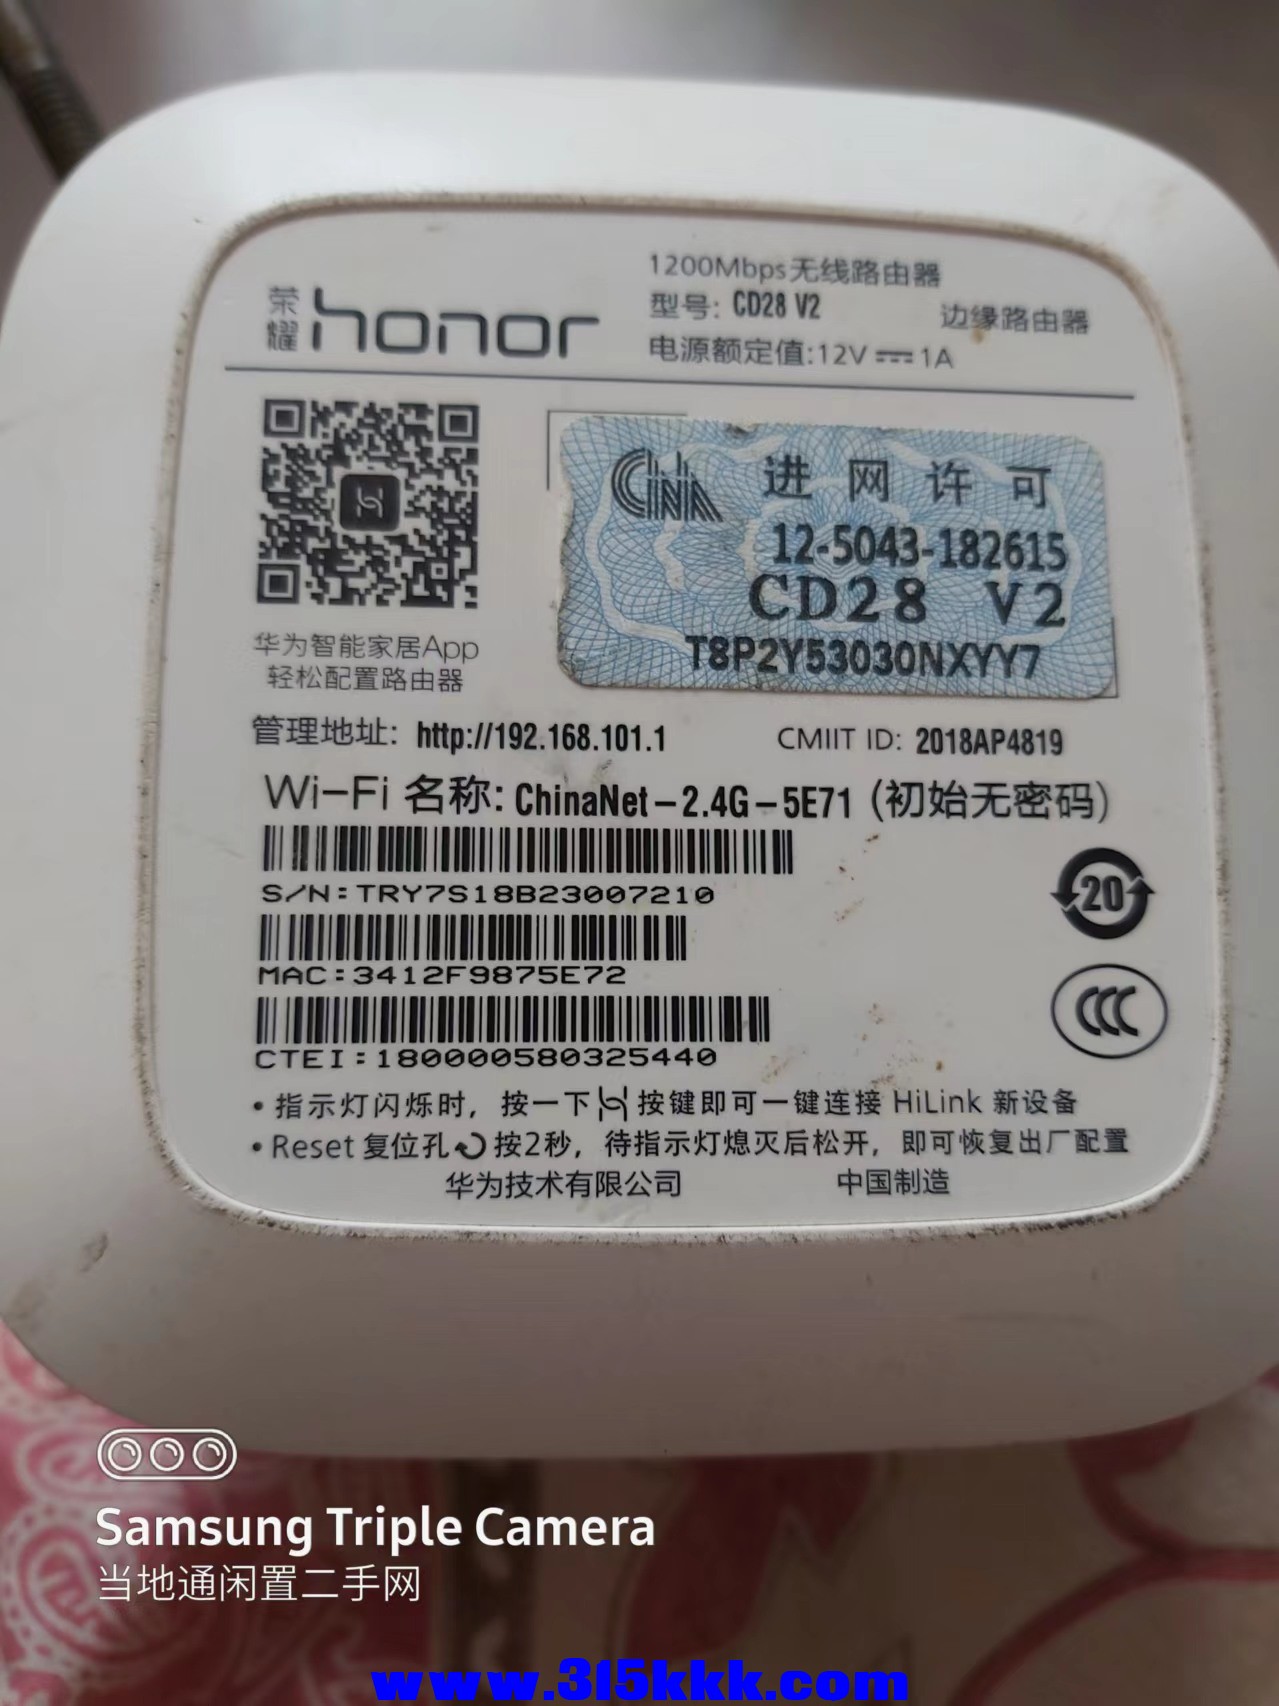 荣耀 honor
1200Mbps无线路由器
型号: CD28 V2 边缘路由器
电源额定值:12V ⎓ 1A
CNA 进网许可
12-5043-182615
CD28 V2
T8P2Y53030NXYY7
华为智能家居App
轻松配置路由器
管理地址: http://192.168.101.1 CMIIT ID: 2018AP4819
Wi-Fi 名称: ChinaNet-2.4G-5E71 (初始无密码)
S/N:TRY7S18B23007210
20
MAC:3412F9875E72
CCC
CTEI:180000580325440
• 指示灯闪烁时, 按一下 按键即可一键连接 HiLink 新设备
• Reset 复位孔 按2秒, 待指示灯熄灭后松开, 即可恢复出厂配置
华为技术有限公司 中国制造
Samsung Triple Camera
当地通闲置二手网
www.315kkk.com